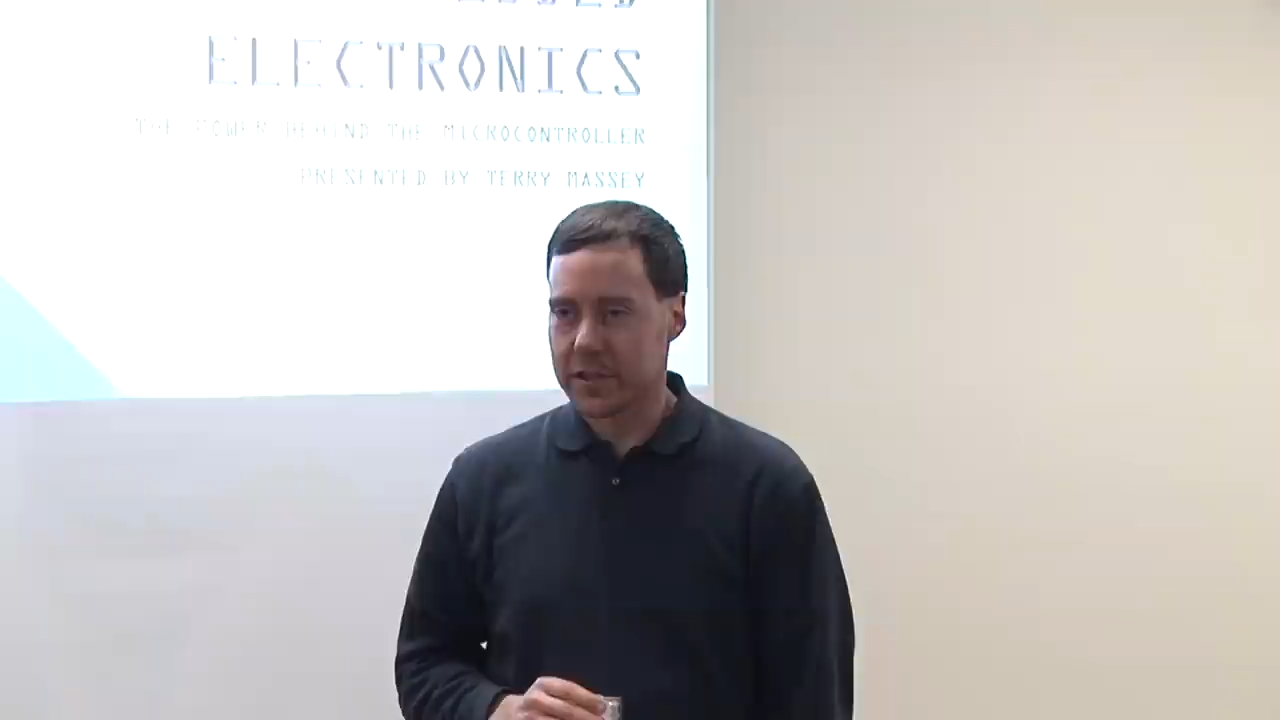 ELECTRONICS
THE POWER BEHIND THE MICROCONTROLLER
PRESENTED BY TERRY MASSEY